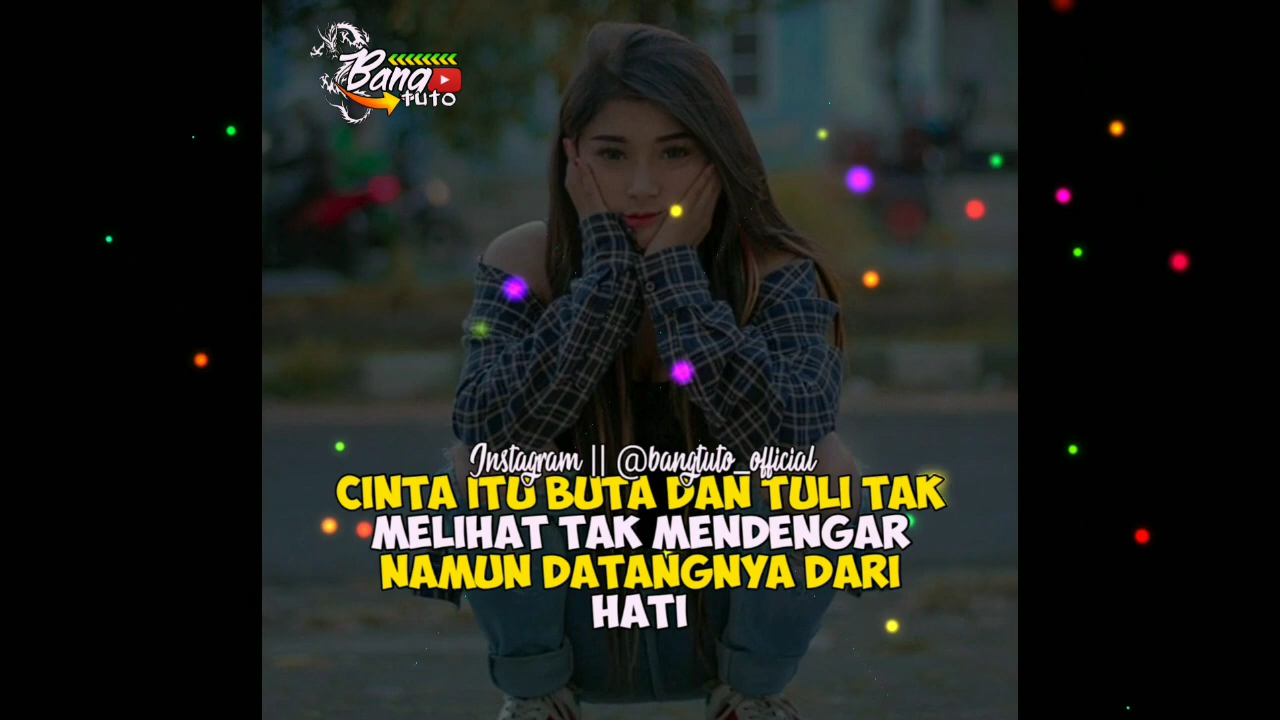 Bang
tuto
Instagram || @bangtuto_official
CINTA ITU BUTA DAN TULI TAK
MELIHAT TAK MENDENGAR
NAMUN DATANGNYA DARI
HATI